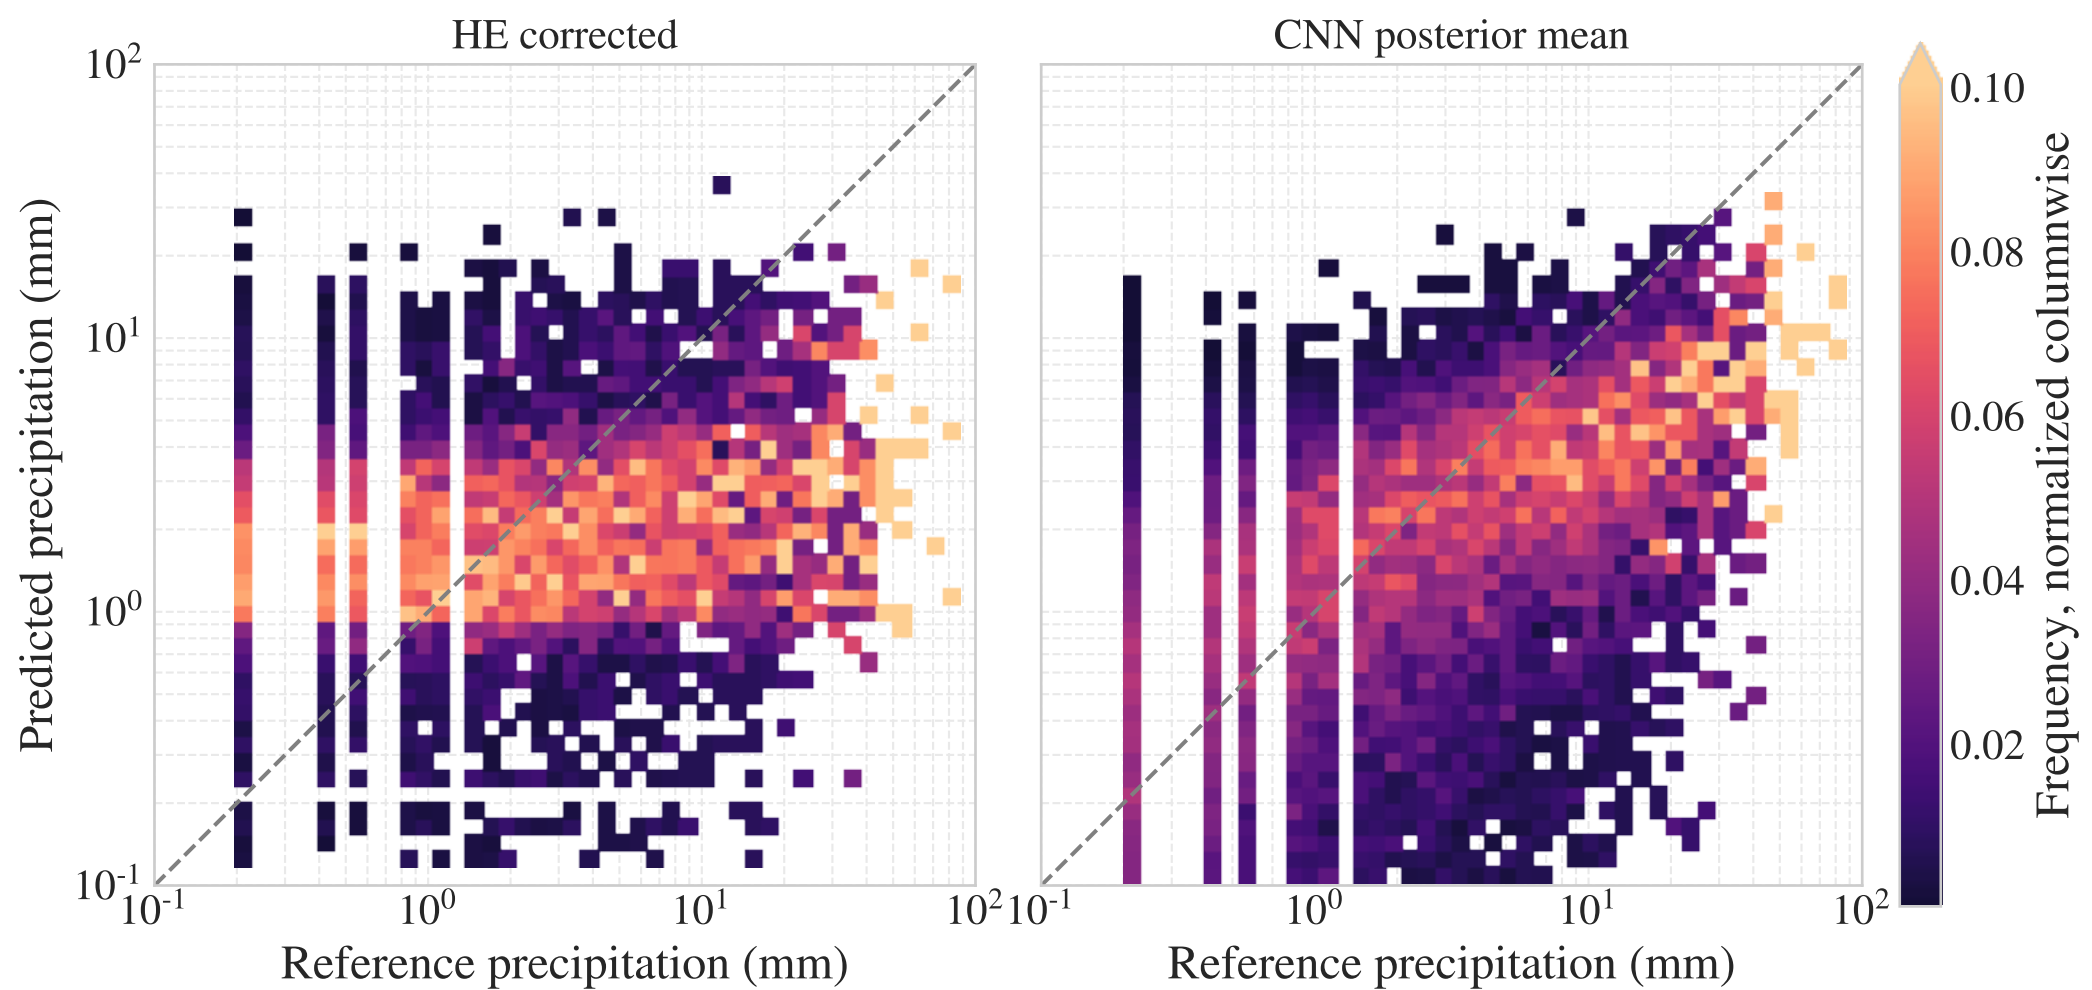 HE corrected
CNN posterior mean
10^2
10^1
10^0
10^-1
Predicted precipitation (mm)
10^-1 10^0 10^1 10^2
10^-1 10^0 10^1 10^2
Reference precipitation (mm)
Reference precipitation (mm)
0.10
0.08
0.06
0.04
0.02
Frequency, normalized columnwise